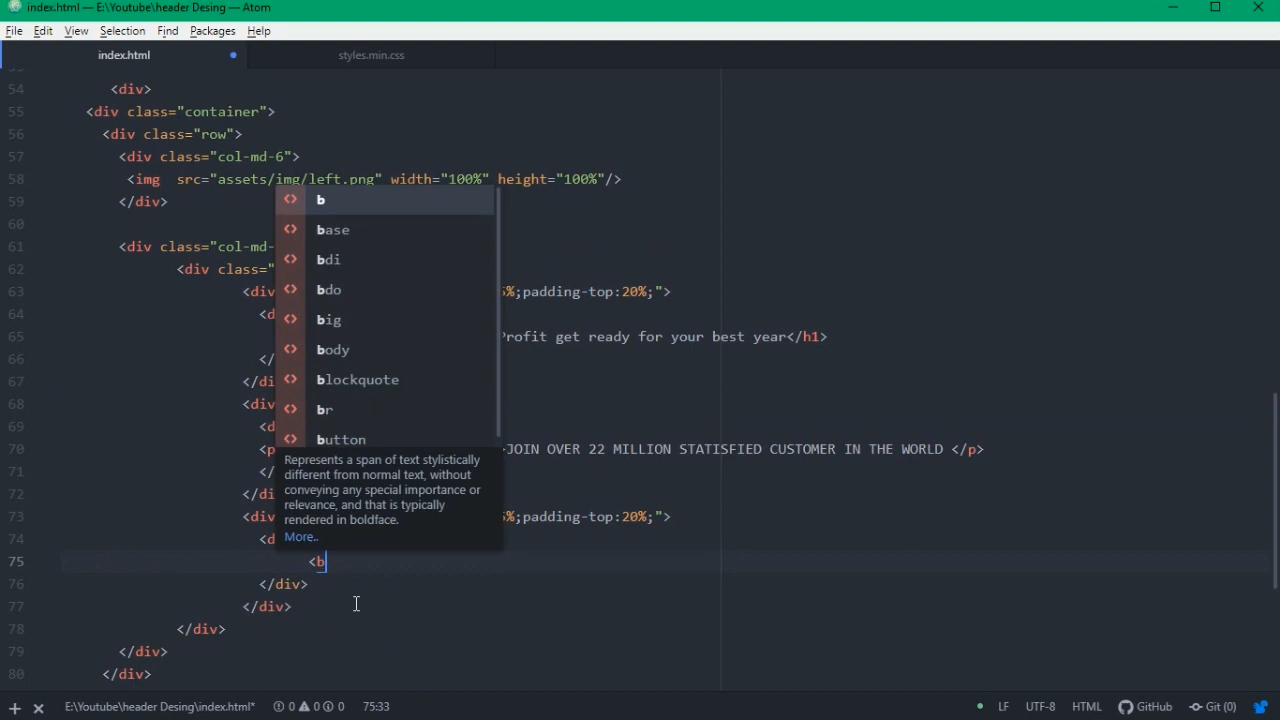 index.html — E:\Youtube\header Desing — Atom
File Edit View Selection Find Packages Help
index.html styles.min.css
54 <div>
55 <div class="container">
56 <div class="row">
57 <div class="col-md-6">
58 <img src="assets/img/left.png" width="100%" height="100%"/>
59 </div>
60
61 <div class="col-md-
62 <div class="
63 <div %;padding-top:20%;">
64 <d
65 Profit get ready for your best year</h1>
66 </
67 </di
68 <div
69 <d
70 <p >JOIN OVER 22 MILLION STATISFIED CUSTOMER IN THE WORLD </p>
71 </
72 </di
73 <div %;padding-top:20%;">
74 <d
75 <b
76 </div>
77 </div>
78 </div>
79 </div>
80 </div>
<> b
<> base
<> bdi
<> bdo
<> big
<> body
<> blockquote
<> br
<> button
Represents a span of text stylistically
different from normal text, without
conveying any special importance or
relevance, and that is typically
rendered in boldface.
More..
E:\Youtube\header Desing\index.html* 0 0 0 75:33 LF UTF-8 HTML GitHub Git (0)